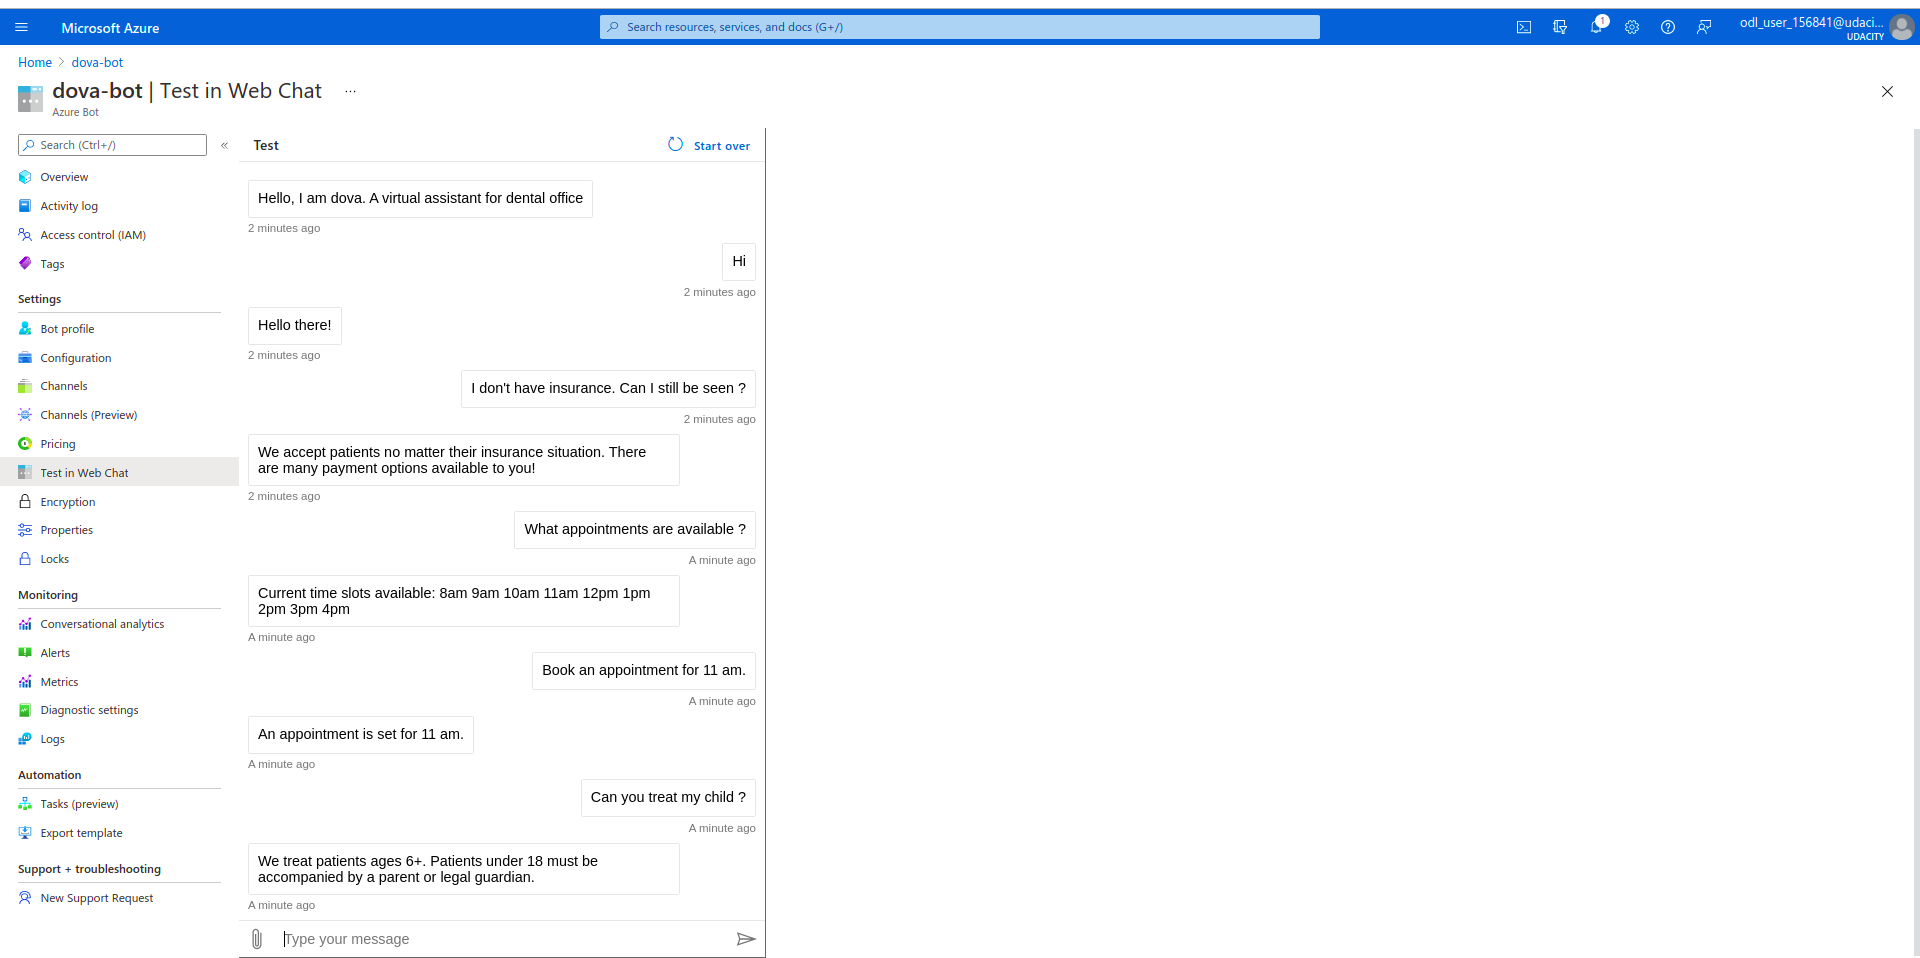 Microsoft Azure
Search resources, services, and docs (G+/)
1
odl_user_156841@udaci...
UDACITY
Home > dova-bot
dova-bot | Test in Web Chat ...
Azure Bot
Search (Ctrl+/)
«
Overview
Activity log
Access control (IAM)
Tags
Settings
Bot profile
Configuration
Channels
Channels (Preview)
Pricing
Test in Web Chat
Encryption
Properties
Locks
Monitoring
Conversational analytics
Alerts
Metrics
Diagnostic settings
Logs
Automation
Tasks (preview)
Export template
Support + troubleshooting
New Support Request
Test
Start over
Hello, I am dova. A virtual assistant for dental office
2 minutes ago
Hi
2 minutes ago
Hello there!
2 minutes ago
I don't have insurance. Can I still be seen ?
2 minutes ago
We accept patients no matter their insurance situation. There
are many payment options available to you!
2 minutes ago
What appointments are available ?
A minute ago
Current time slots available: 8am 9am 10am 11am 12pm 1pm
2pm 3pm 4pm
A minute ago
Book an appointment for 11 am.
A minute ago
An appointment is set for 11 am.
A minute ago
Can you treat my child ?
A minute ago
We treat patients ages 6+. Patients under 18 must be
accompanied by a parent or legal guardian.
A minute ago
Type your message